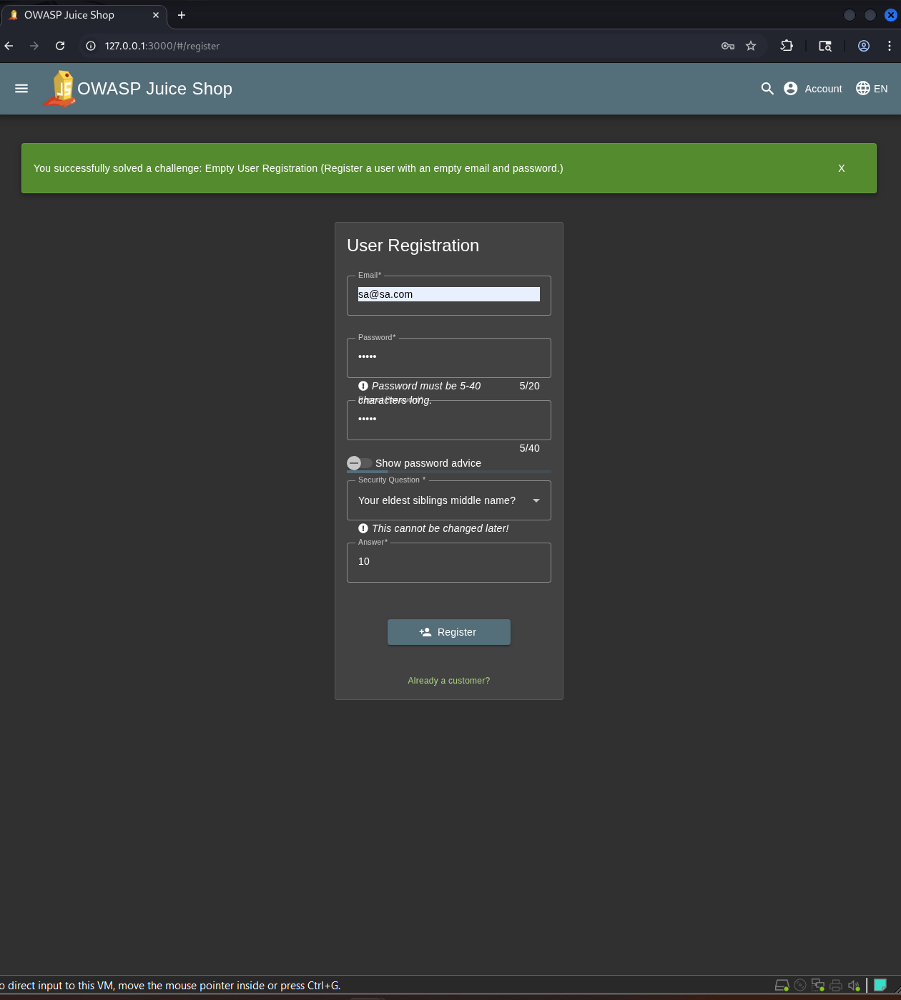 OWASP Juice Shop
127.0.0.1:3000/#/register
OWASP Juice Shop
Account
EN
You successfully solved a challenge: Empty User Registration (Register a user with an empty email and password.)
X
User Registration
Email*
sa@sa.com
Password*
•••••
Password must be 5-40 characters long.
5/20
Repeat Password*
•••••
5/40
Show password advice
Security Question *
Your eldest siblings middle name?
This cannot be changed later!
Answer*
10
Register
Already a customer?
o direct input to this VM, move the mouse pointer inside or press Ctrl+G.